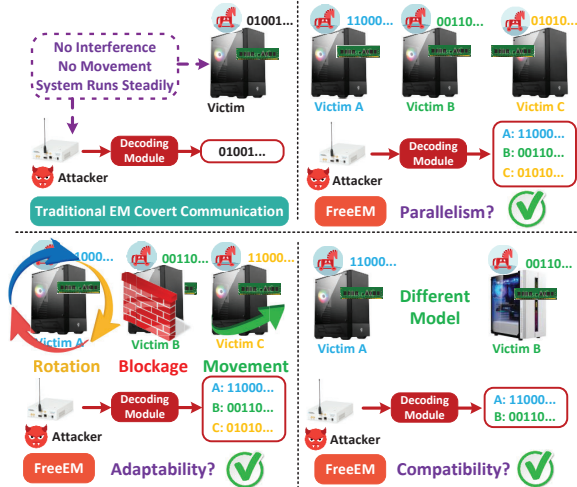 No Interference
No Movement
System Runs Steadily
01001...
Victim
Decoding
Module
01001...
Attacker
Traditional EM Covert Communication
11000...
00110...
01010...
Victim A
Victim B
Victim C
Decoding
Module
A: 11000...
B: 00110...
C: 01010...
Attacker
FreeEM
Parallelism?
11000...
00110...
11000...
Victim A
Victim B
Victim C
Rotation
Blockage
Movement
Decoding
Module
A: 11000...
B: 00110...
C: 01010...
Attacker
FreeEM
Adaptability?
11000...
00110...
Different
Model
Victim A
Victim B
Decoding
Module
A: 11000...
B: 00110...
Attacker
FreeEM
Compatibility?